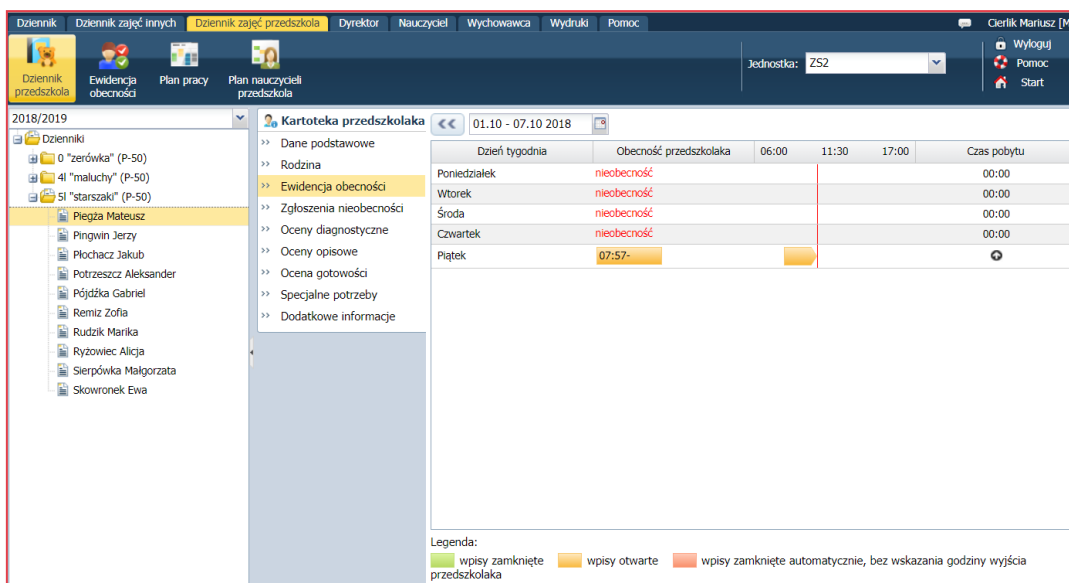 Dziennik Dziennik zajęć innych Dziennik zajęć przedszkola Dyrektor Nauczyciel Wychowawca Wydruki Pomoc Cierlik Mariusz [M
Dziennik przedszkola
Ewidencja obecności
Plan pracy
Plan nauczycieli przedszkola
Jednostka: ZS2
Wyloguj
Pomoc
Start
2018/2019
Dzienniki
0 "zerówka" (P-50)
4l "maluchy" (P-50)
5l "starszaki" (P-50)
Piegża Mateusz
Pingwin Jerzy
Płochacz Jakub
Potrzeszcz Aleksander
Pójdźka Gabriel
Remiz Zofia
Rudzik Marika
Ryżowiec Alicja
Sierpówka Małgorzata
Skowronek Ewa
Kartoteka przedszkolaka
Dane podstawowe
Rodzina
Ewidencja obecności
Zgłoszenia nieobecności
Oceny diagnostyczne
Oceny opisowe
Ocena gotowości
Specjalne potrzeby
Dodatkowe informacje
01.10 - 07.10 2018
Dzień tygodnia Obecność przedszkolaka 06:00 11:30 17:00 Czas pobytu
Poniedziałek nieobecność 00:00
Wtorek nieobecność 00:00
Środa nieobecność 00:00
Czwartek nieobecność 00:00
Piątek 07:57-
Legenda:
wpisy zamknięte wpisy otwarte wpisy zamknięte automatycznie, bez wskazania godziny wyjścia
przedszkolaka